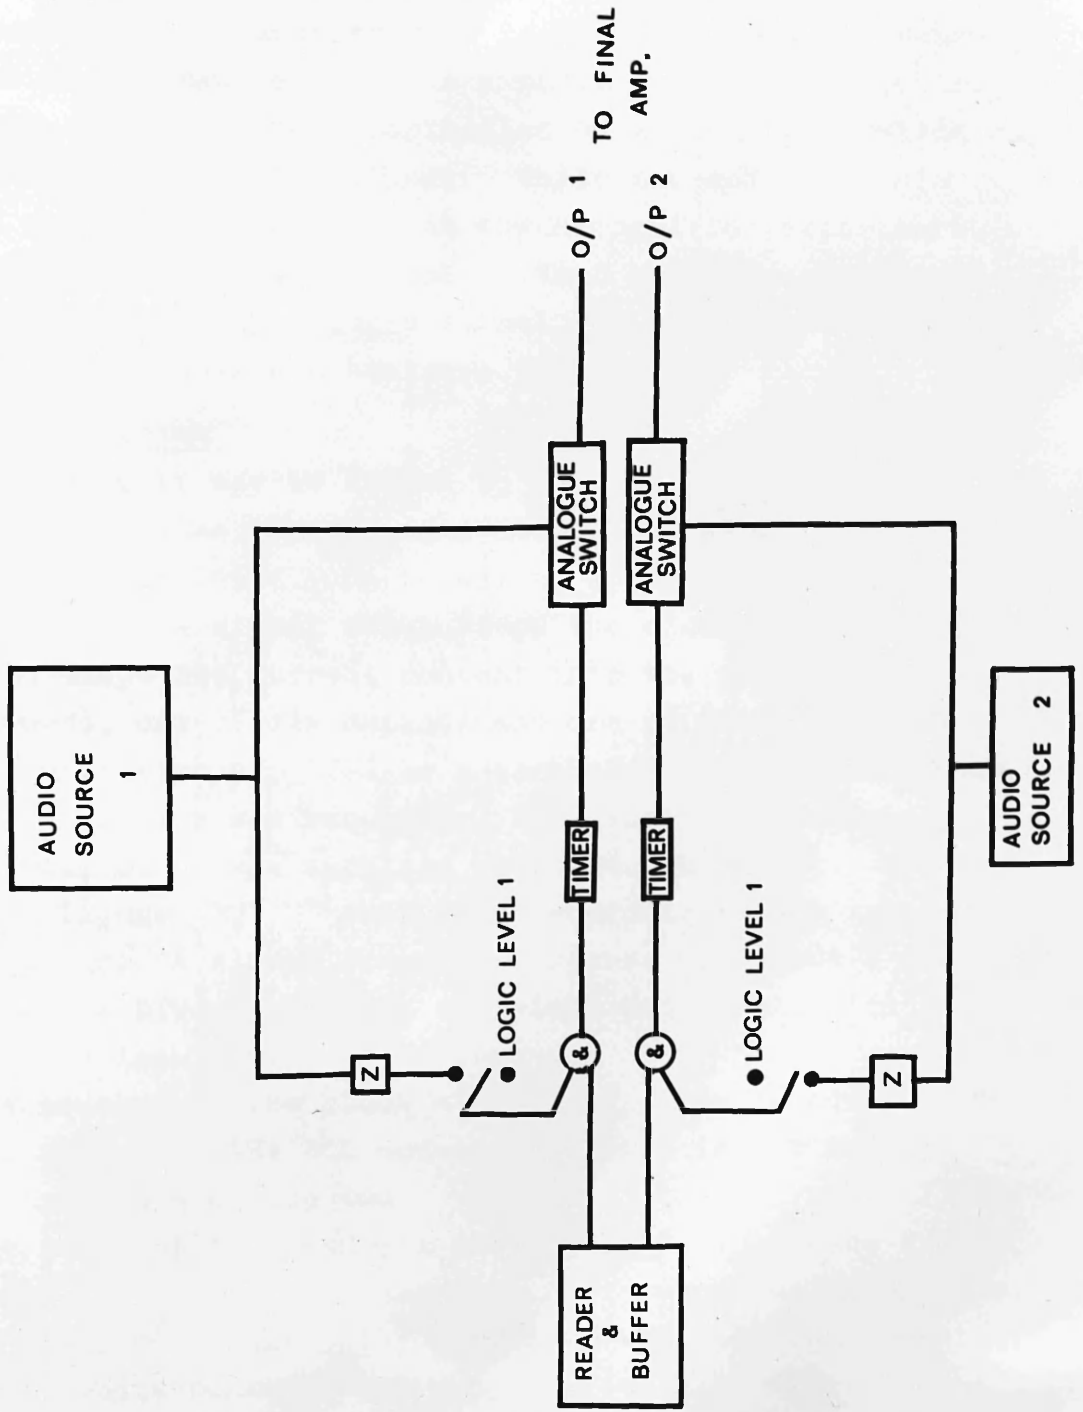 AUDIO
SOURCE
1
Z
LOGIC LEVEL 1
READER
&
BUFFER
&
TIMER
ANALOGUE
SWITCH
O/P 1
TO FINAL
AMP.
&
TIMER
ANALOGUE
SWITCH
O/P 2
LOGIC LEVEL 1
Z
AUDIO
SOURCE 2